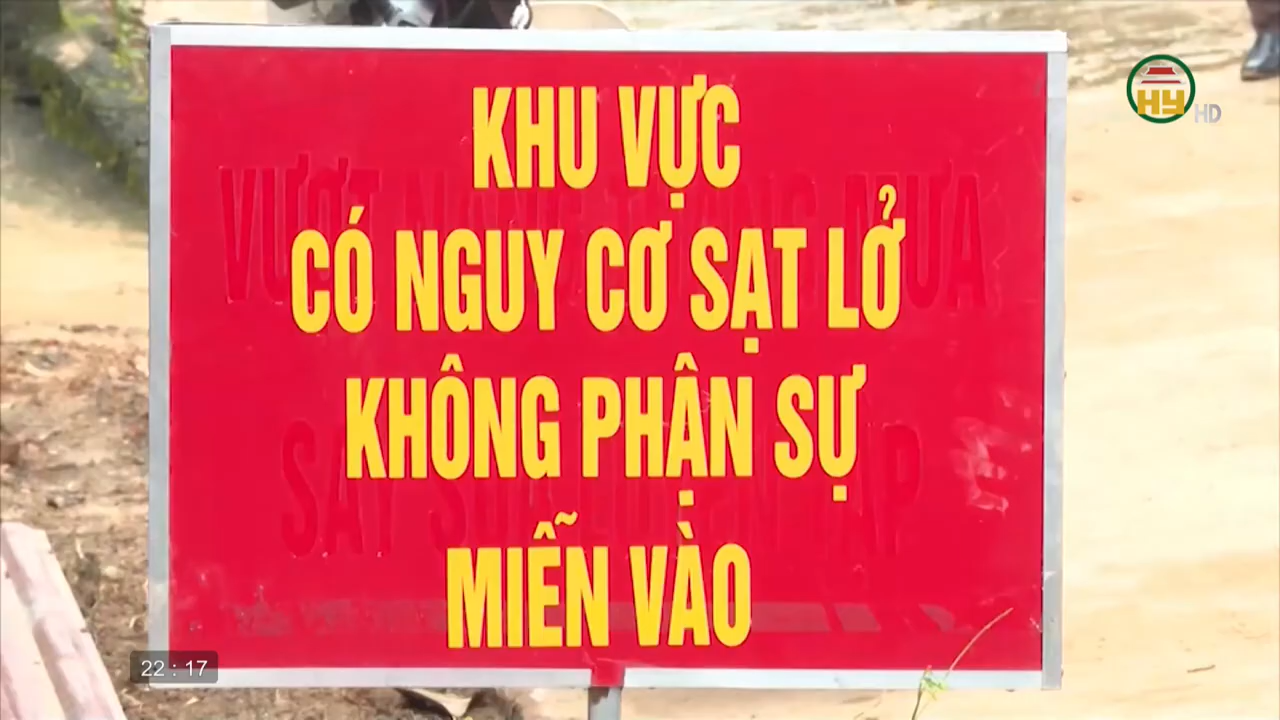 KHU VỰC
CÓ NGUY CƠ SẠT LỞ
KHÔNG PHẬN SỰ
MIỄN VÀO
HY HD
22 : 17